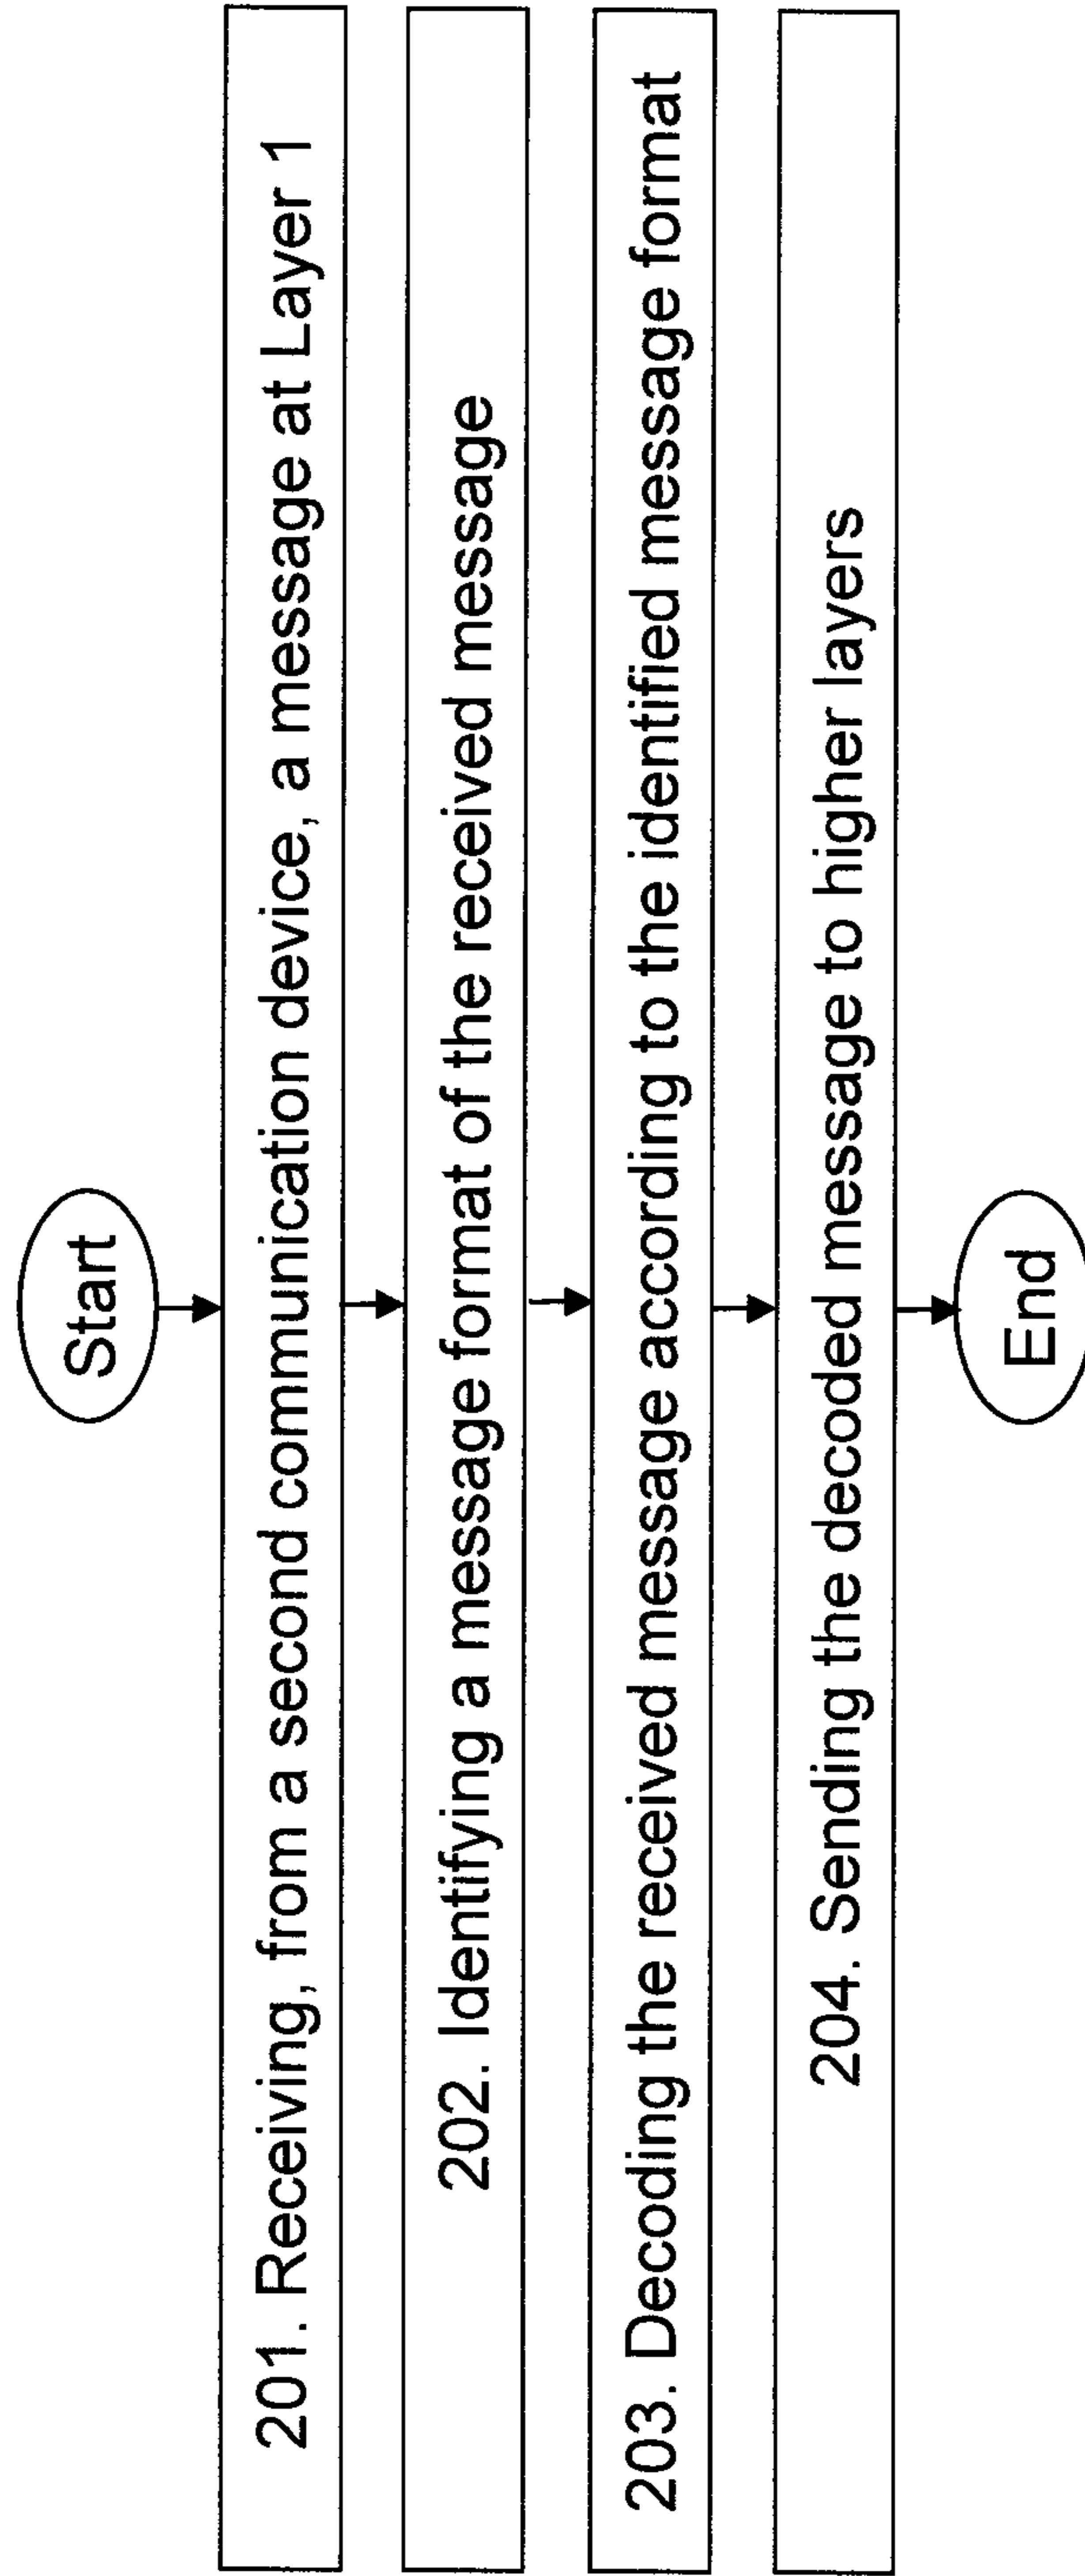 Start
201. Receiving, from a second communication device, a message at Layer 1
202. Identifying a message format of the received message
203. Decoding the received message according to the identified message format
204. Sending the decoded message to higher layers
End